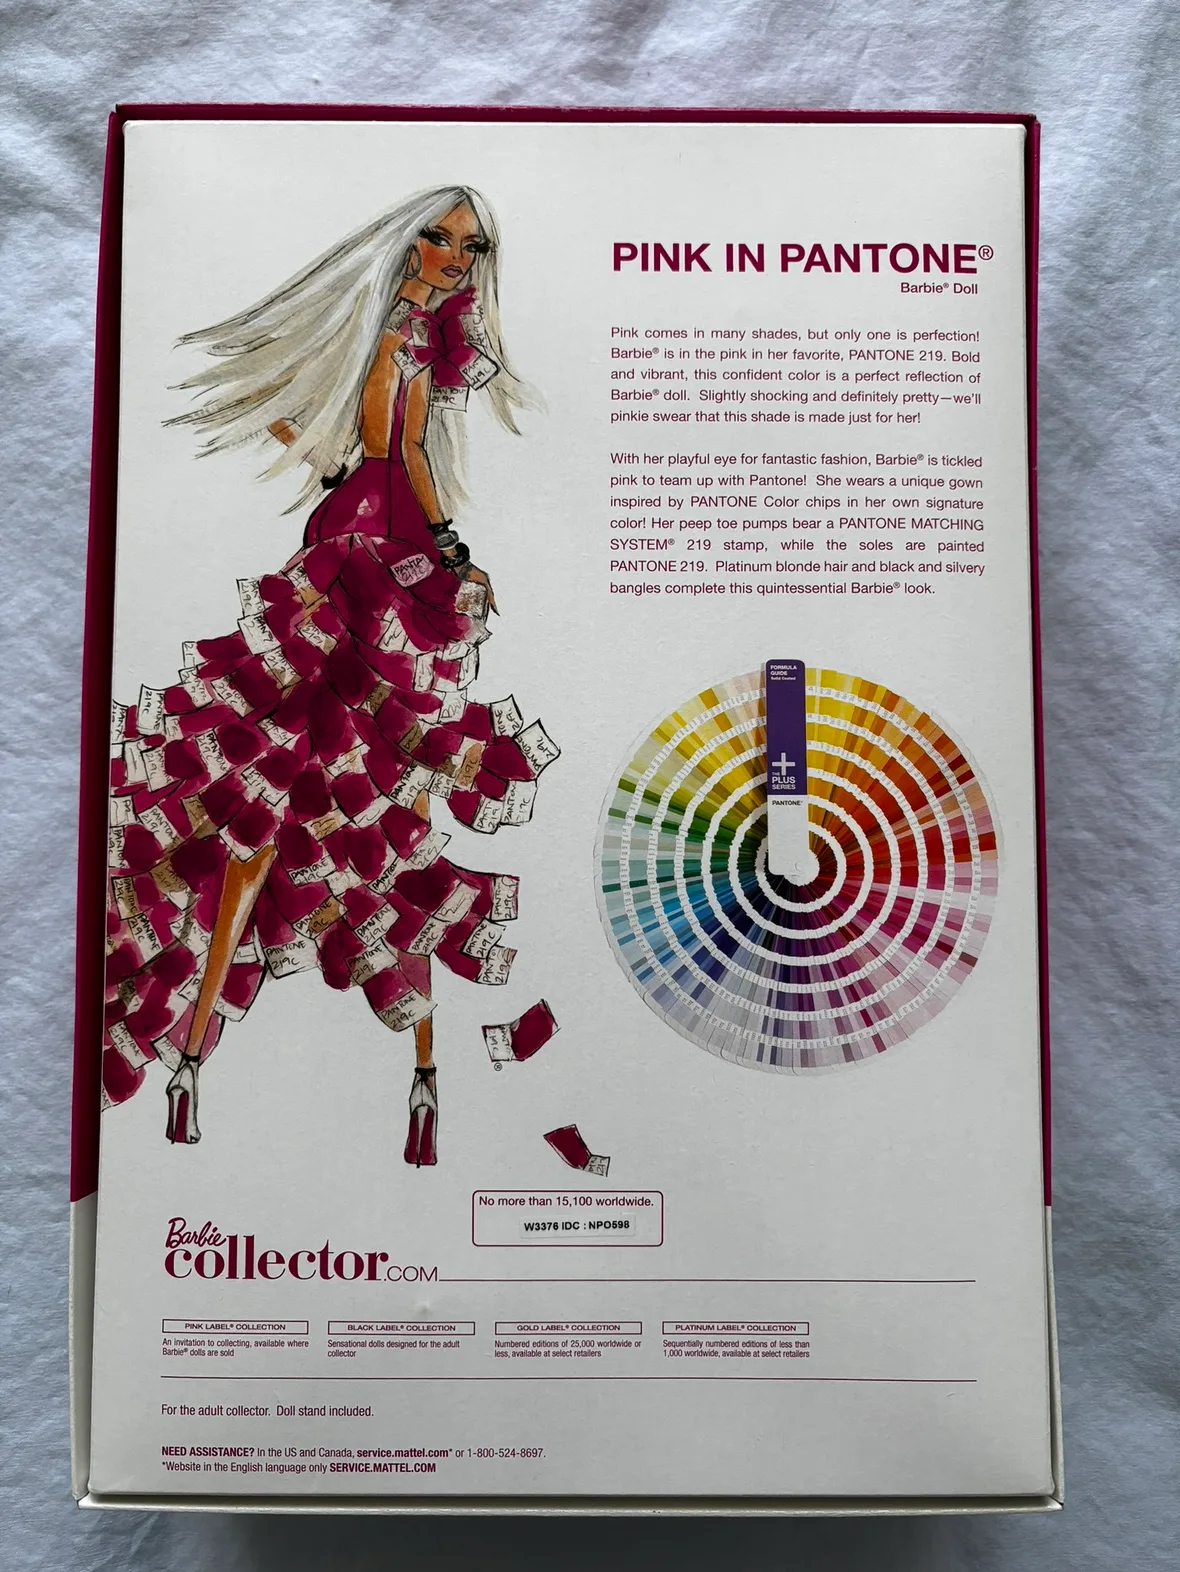 PINK IN PANTONE®
Barbie® Doll
Pink comes in many shades, but only one is perfection!
Barbie® is in the pink in her favorite, PANTONE 219. Bold
and vibrant, this confident color is a perfect reflection of
Barbie® doll. Slightly shocking and definitely pretty—we'll
pinkie swear that this shade is made just for her!
With her playful eye for fantastic fashion, Barbie® is tickled
pink to team up with Pantone! She wears a unique gown
inspired by PANTONE Color chips in her own signature
color! Her peep toe pumps bear a PANTONE MATCHING
SYSTEM® 219 stamp, while the soles are painted
PANTONE 219. Platinum blonde hair and black and silvery
bangles complete this quintessential Barbie® look.
FORMULA
GUIDE
Solid Coated
THE
PLUS
SERIES
PANTONE®
PANTONE
219C
PANTONE
219C
PANTONE
219C
PANTONE
219C
®
No more than 15,100 worldwide.
W3376 IDC : NPO598
Barbie
collector.COM
PINK LABEL® COLLECTION
An invitation to collecting, available where
Barbie® dolls are sold
BLACK LABEL® COLLECTION
Sensational dolls designed for the adult
collector
GOLD LABEL® COLLECTION
Numbered editions of 25,000 worldwide or
less, available at select retailers
PLATINUM LABEL® COLLECTION
Sequentially numbered editions of less than
1,000 worldwide, available at select retailers
For the adult collector. Doll stand included.
NEED ASSISTANCE? In the US and Canada, service.mattel.com* or 1-800-524-8697.
*Website in the English language only SERVICE.MATTEL.COM